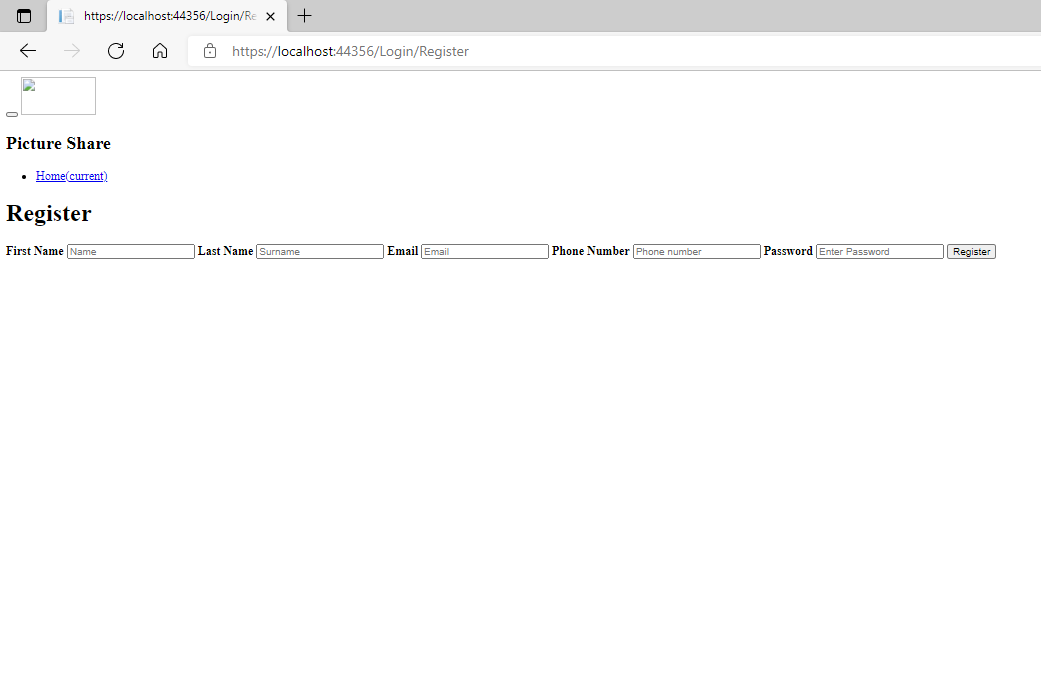 https://localhost:44356/Login/Re
https://localhost:44356/Login/Register
Picture Share
Home(current)
Register
First Name Name Last Name Surname Email Email Phone Number Phone number Password Enter Password Register